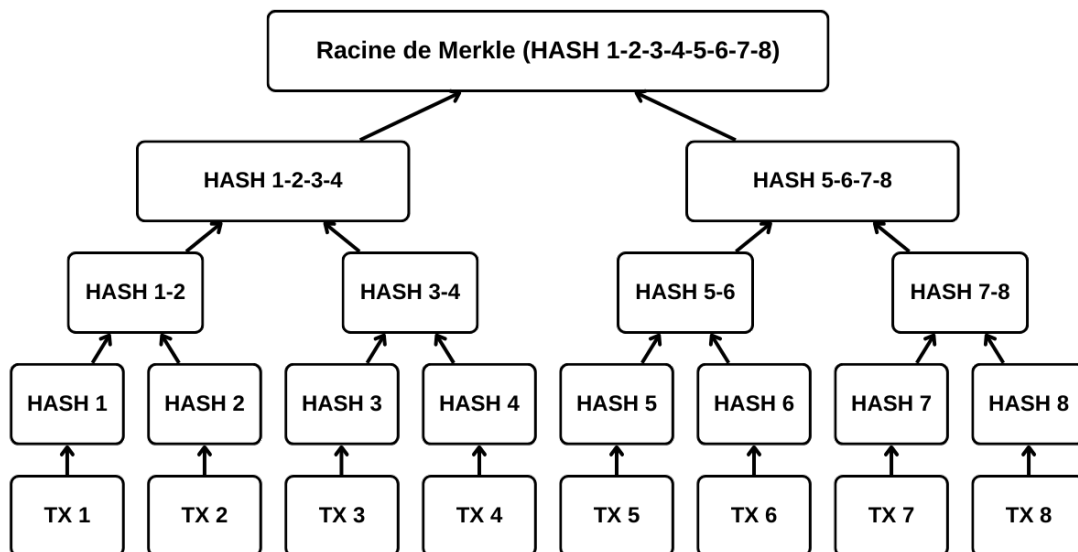 Racine de Merkle (HASH 1-2-3-4-5-6-7-8)
HASH 1-2-3-4
HASH 5-6-7-8
HASH 1-2
HASH 3-4
HASH 5-6
HASH 7-8
HASH 1
HASH 2
HASH 3
HASH 4
HASH 5
HASH 6
HASH 7
HASH 8
TX 1
TX 2
TX 3
TX 4
TX 5
TX 6
TX 7
TX 8